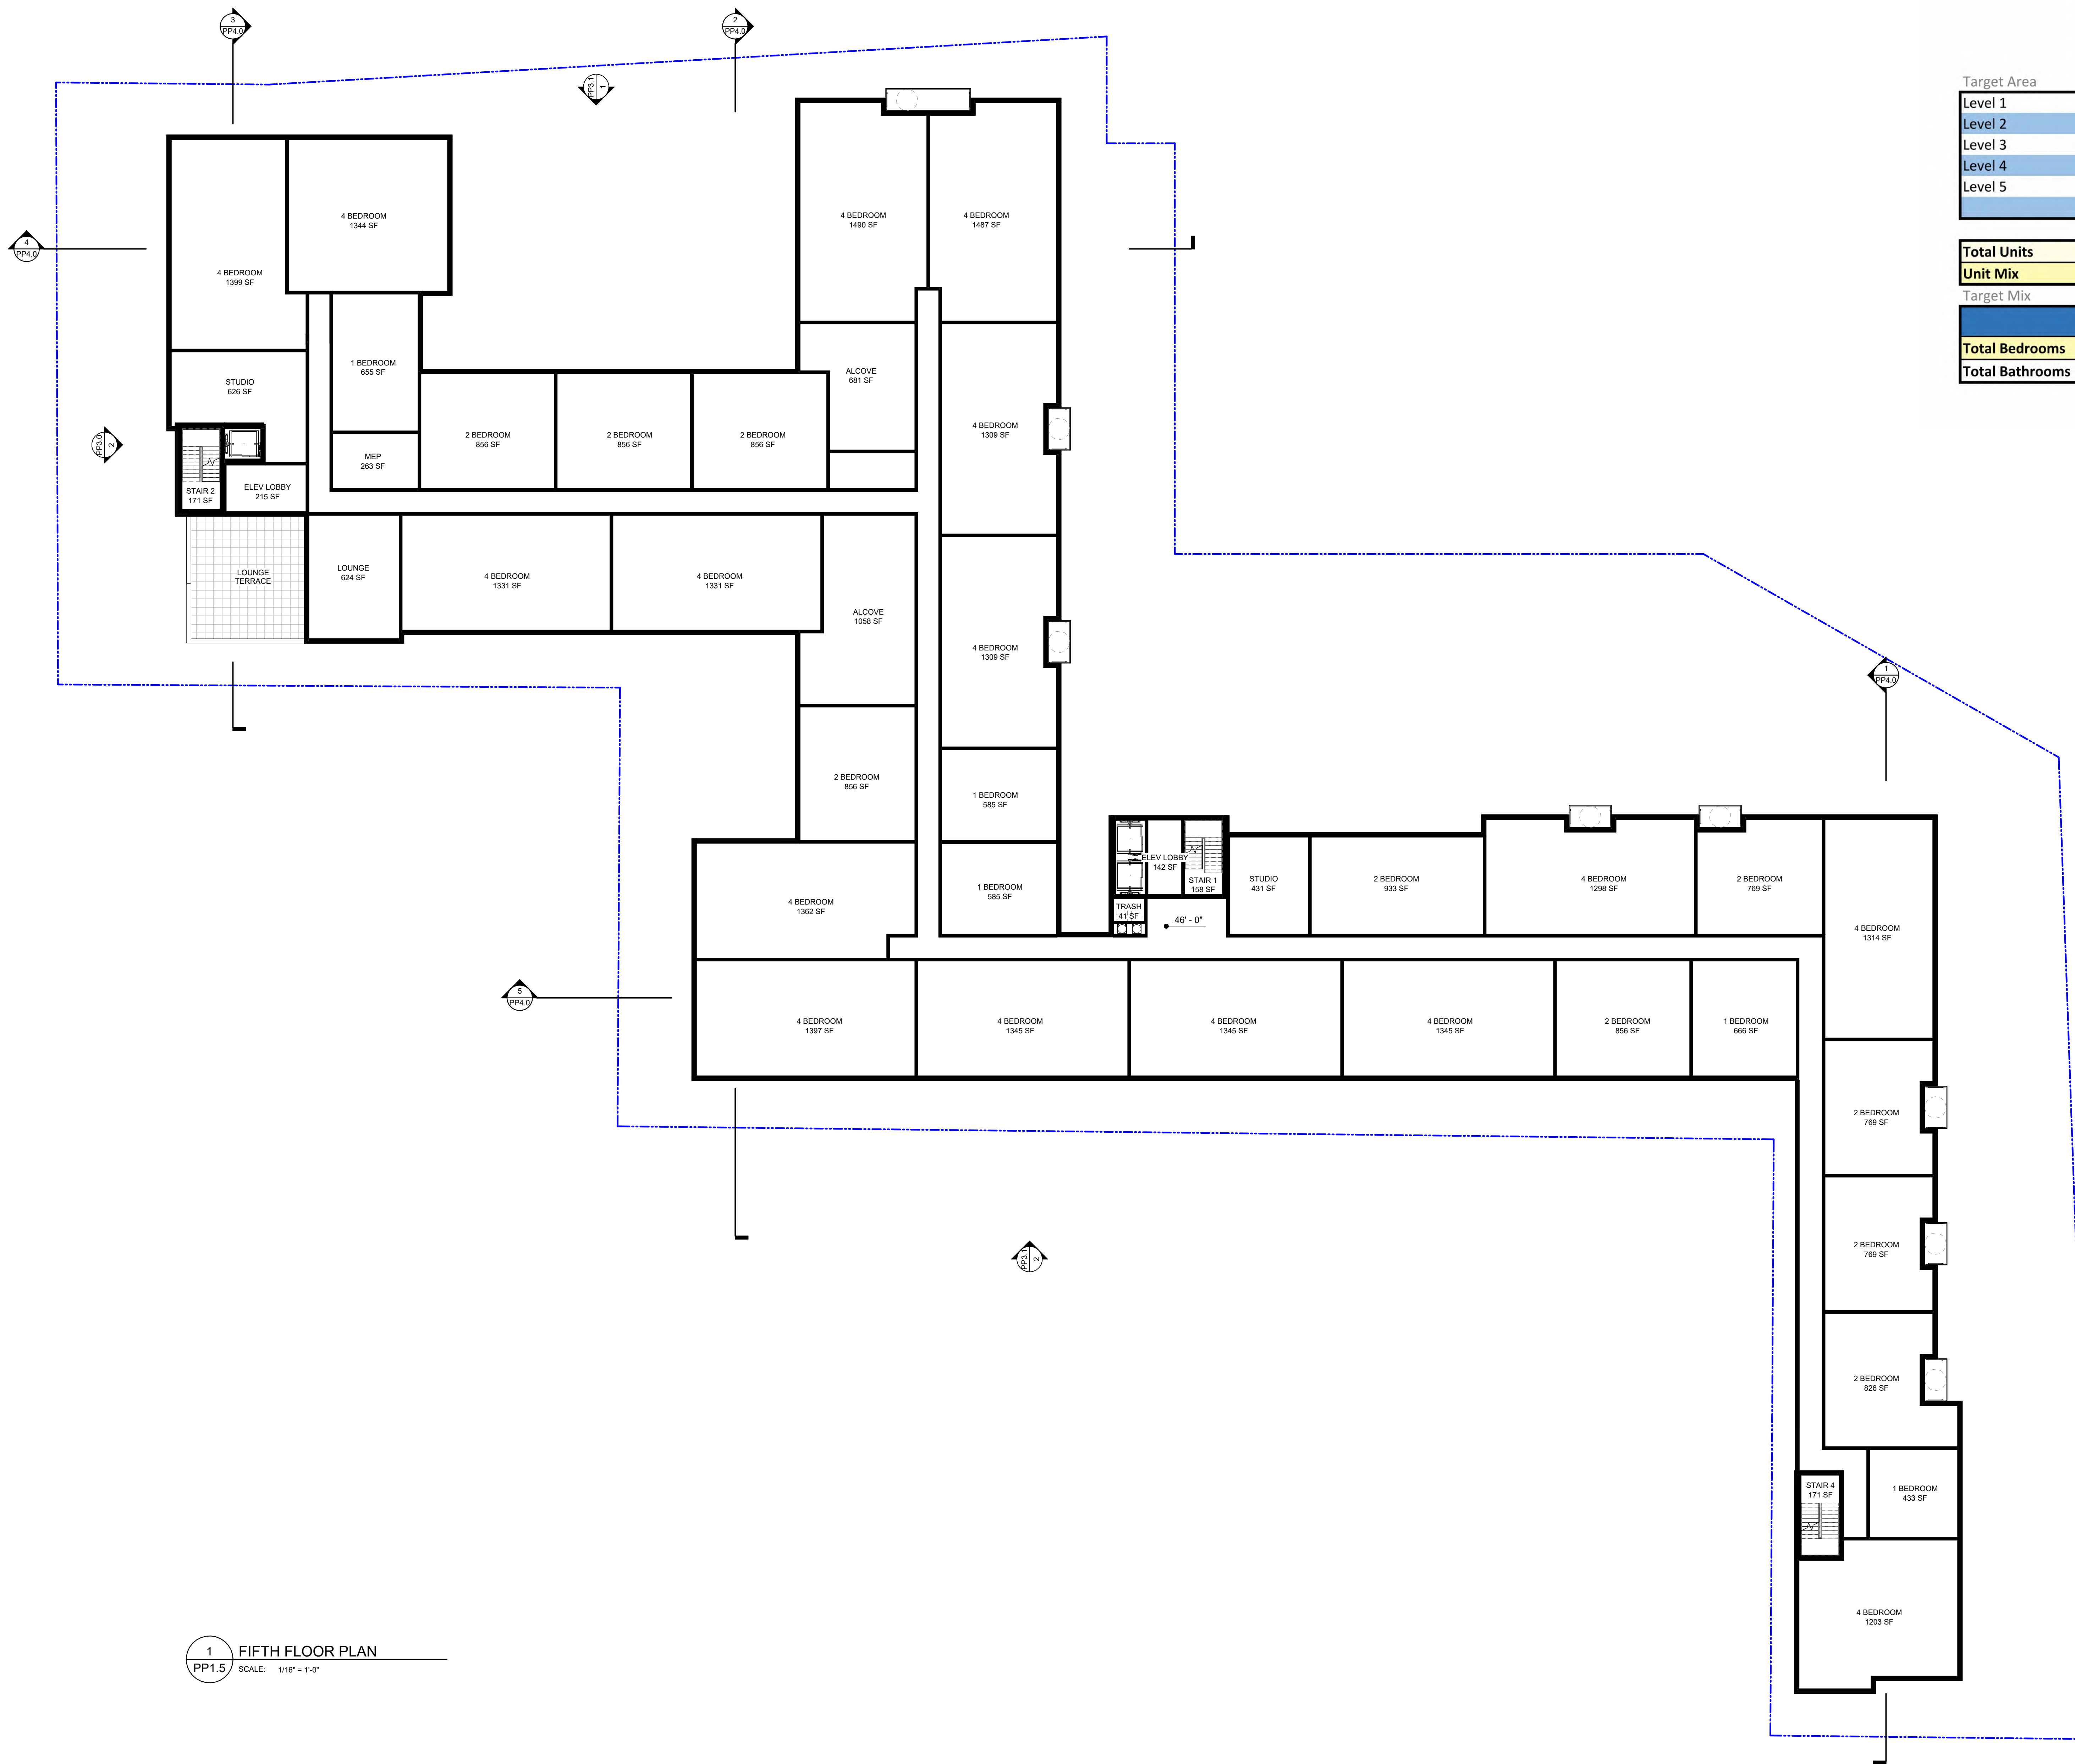 3
PP4.0
2
PP4.0
PP3.1
1
Target Area
Level 1
Level 2
Level 3
Level 4
Level 5
Total Units
Unit Mix
Target Mix
Total Bedrooms
Total Bathrooms
4
PP4.0
4 BEDROOM
1344 SF
4 BEDROOM
1399 SF
4 BEDROOM
1490 SF
4 BEDROOM
1487 SF
1 BEDROOM
655 SF
STUDIO
626 SF
ALCOVE
681 SF
PP3.0
2
2 BEDROOM
856 SF
2 BEDROOM
856 SF
2 BEDROOM
856 SF
4 BEDROOM
1309 SF
MEP
263 SF
STAIR 2
171 SF
ELEV LOBBY
215 SF
LOUNGE
TERRACE
LOUNGE
624 SF
4 BEDROOM
1331 SF
4 BEDROOM
1331 SF
ALCOVE
1058 SF
4 BEDROOM
1309 SF
1
PP4.0
2 BEDROOM
856 SF
1 BEDROOM
585 SF
1 BEDROOM
585 SF
4 BEDROOM
1362 SF
ELEV LOBBY
142 SF
STAIR 1
158 SF
TRASH
41 SF
46' - 0"
STUDIO
431 SF
2 BEDROOM
933 SF
4 BEDROOM
1298 SF
2 BEDROOM
769 SF
4 BEDROOM
1314 SF
5
PP4.0
4 BEDROOM
1397 SF
4 BEDROOM
1345 SF
4 BEDROOM
1345 SF
4 BEDROOM
1345 SF
2 BEDROOM
856 SF
1 BEDROOM
666 SF
2 BEDROOM
769 SF
2 BEDROOM
769 SF
PP3.1
2
2 BEDROOM
826 SF
STAIR 4
171 SF
1 BEDROOM
433 SF
4 BEDROOM
1203 SF
1
PP1.5
FIFTH FLOOR PLAN
SCALE: 1/16" = 1'-0"